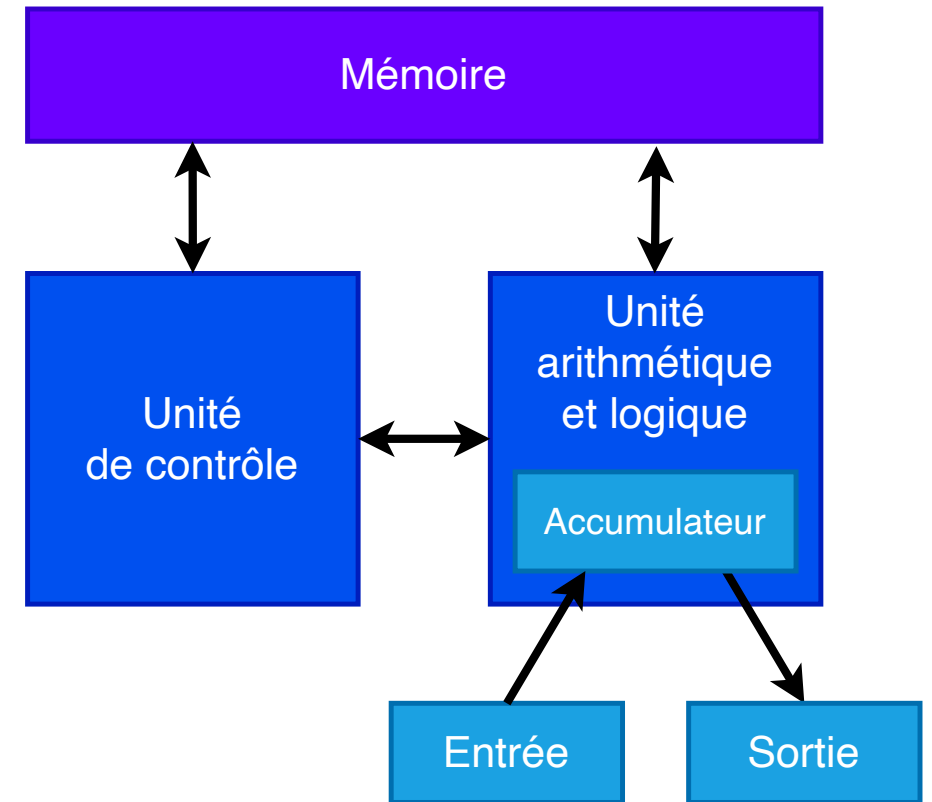 Mémoire
Unité
de contrôle
Unité
arithmétique
et logique
Accumulateur
Entrée
Sortie